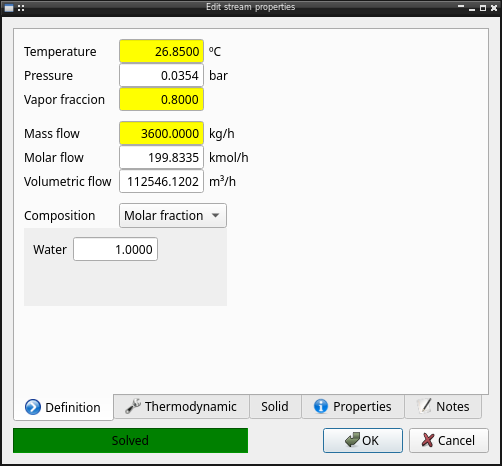 Edit stream properties
Temperature 26.8500 ºC
Pressure 0.0354 bar
Vapor fraccion 0.8000
Mass flow 3600.0000 kg/h
Molar flow 199.8335 kmol/h
Volumetric flow 112546.1202 m³/h
Composition Molar fraction
Water 1.0000
Definition Thermodynamic Solid Properties Notes
Solved OK Cancel